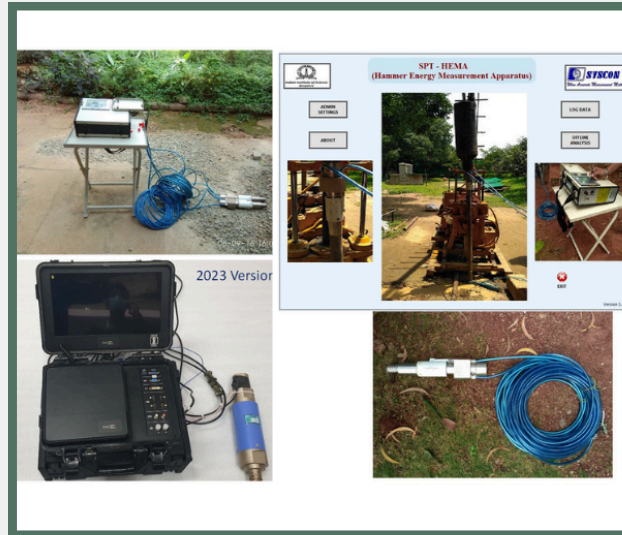 SPT - HEMA
(Hammer Energy Measurement Apparatus)
SYSCON
ADMIN
SETTINGS
ABOUT
LOG DATA
OFFLINE
ANALYSIS
EXIT
2023 Version